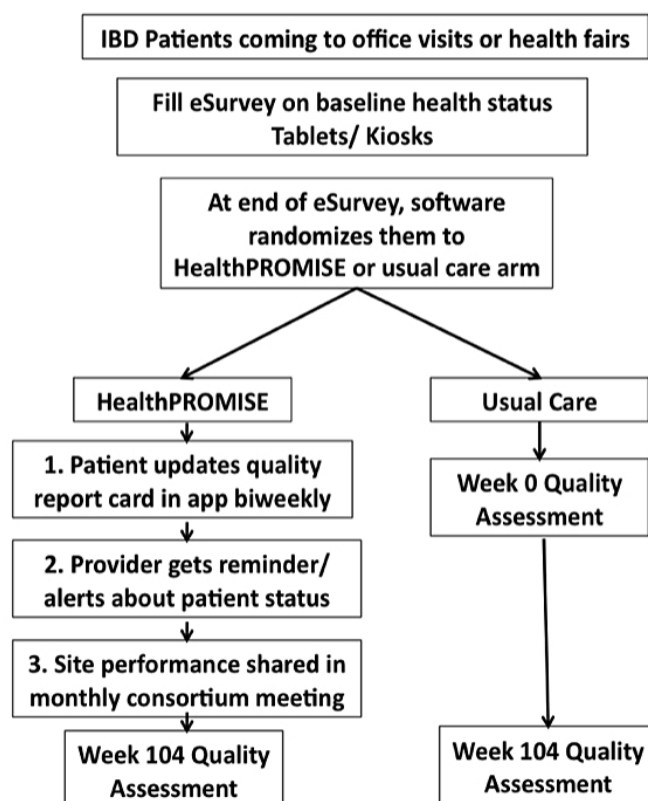 IBD Patients coming to office visits or health fairs
Fill eSurvey on baseline health status
Tablets/ Kiosks
At end of eSurvey, software
randomizes them to
HealthPROMISE or usual care arm
HealthPROMISE
1. Patient updates quality
report card in app biweekly
2. Provider gets reminder/
alerts about patient status
3. Site performance shared in
monthly consortium meeting
Week 104 Quality
Assessment
Usual Care
Week 0 Quality
Assessment
Week 104 Quality
Assessment